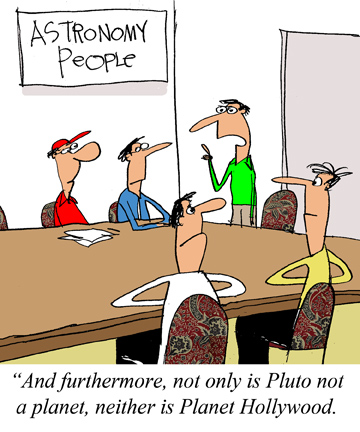 ASTRONOMY
PEOPLE
“And furthermore, not only is Pluto not
a planet, neither is Planet Hollywood.